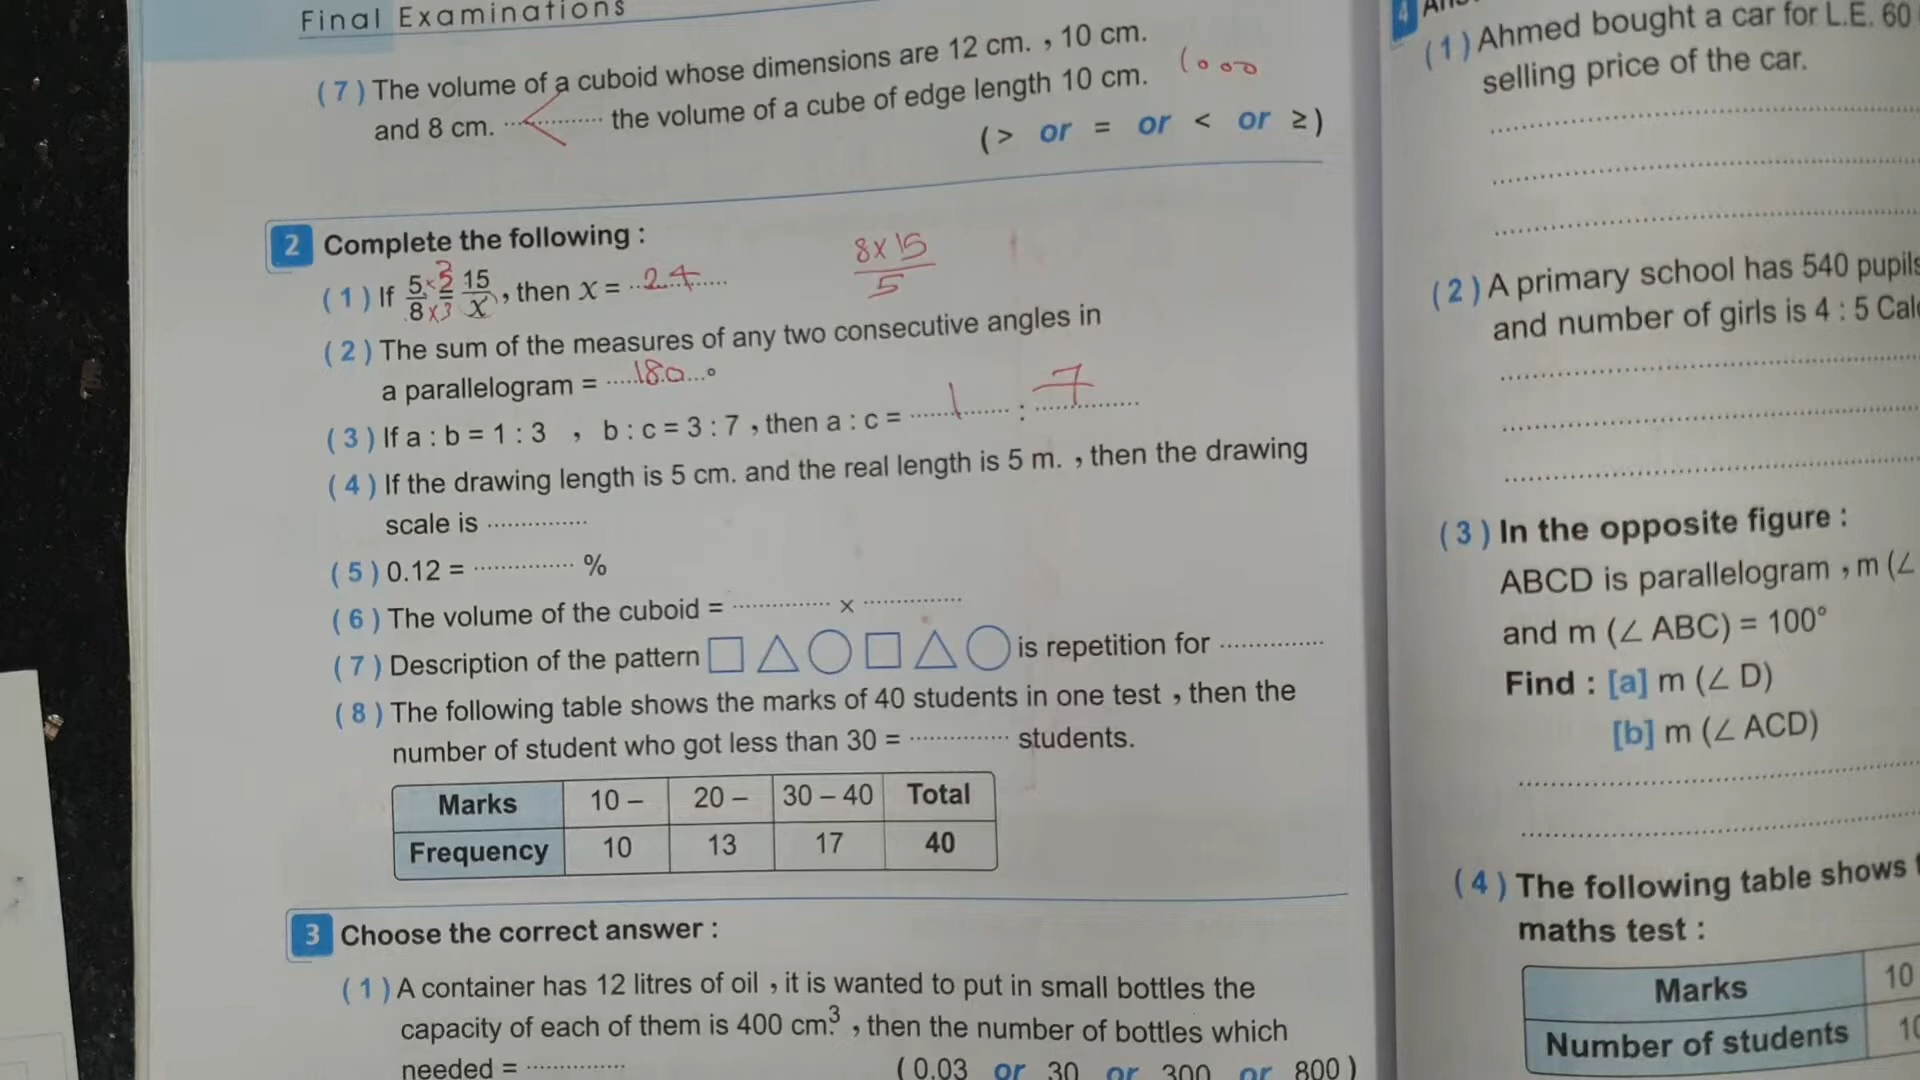 Final Examinations
(7) The volume of a cuboid whose dimensions are 12 cm. , 10 cm.
and 8 cm. ...<... the volume of a cube of edge length 10 cm. 1000
(> or = or < or ≥)
2 Complete the following :
(1) If 5×3/8×3 = 15/x , then x = ...24... 8×15/5
(2) The sum of the measures of any two consecutive angles in
a parallelogram = ...180...°
(3) If a : b = 1 : 3 , b : c = 3 : 7 , then a : c = ...1... : ...7...
(4) If the drawing length is 5 cm. and the real length is 5 m. , then the drawing
scale is ...............
(5) 0.12 = ............... %
(6) The volume of the cuboid = ............... × ...............
(7) Description of the pattern □ △ ○ □ △ ○ is repetition for ...............
(8) The following table shows the marks of 40 students in one test , then the
number of student who got less than 30 = ............... students.
Marks 10 – 20 – 30 – 40 Total
Frequency 10 13 17 40
3 Choose the correct answer :
(1) A container has 12 litres of oil , it is wanted to put in small bottles the
capacity of each of them is 400 cm³. , then the number of bottles which
needed = ...............
(0.03 or 30 or 300 or 800)
4
(1) Ahmed bought a car for L.E. 60
selling price of the car.
(2) A primary school has 540 pupils
and number of girls is 4 : 5
(3) In the opposite figure :
ABCD is parallelogram , m (∠
and m (∠ ABC) = 100°
Find : [a] m (∠ D)
[b] m (∠ ACD)
(4) The following table shows
maths test :
Marks 10
Number of students